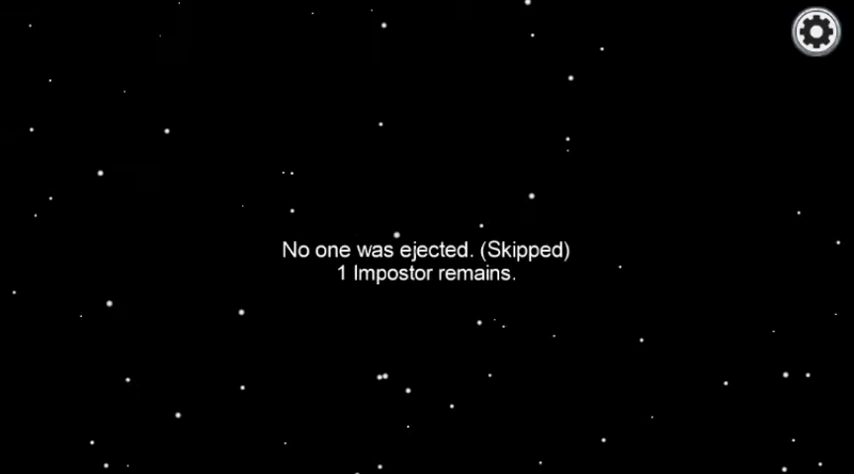 No one was ejected. (Skipped)
1 Impostor remains.